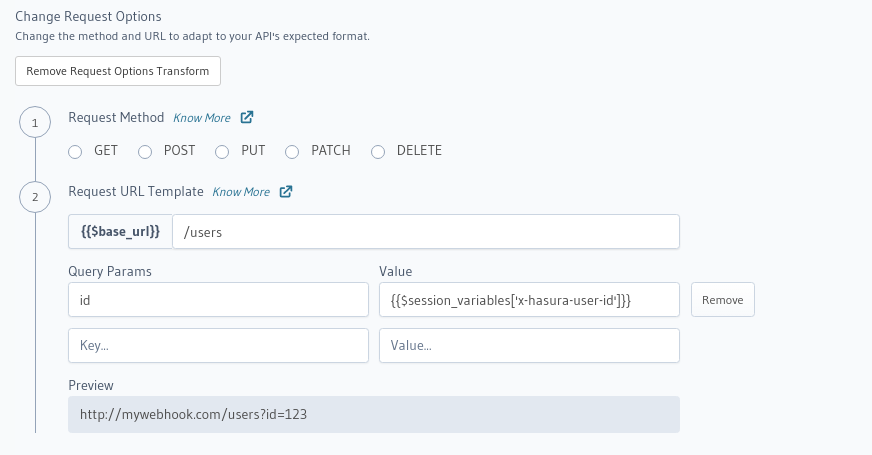 Change Request Options
Change the method and URL to adapt to your API's expected format.
Remove Request Options Transform
1 Request Method Know More
GET POST PUT PATCH DELETE
2 Request URL Template Know More
{{$base_url}} /users
Query Params Value
id {{$session_variables['x-hasura-user-id']}} Remove
Key... Value...
Preview
http://mywebhook.com/users?id=123